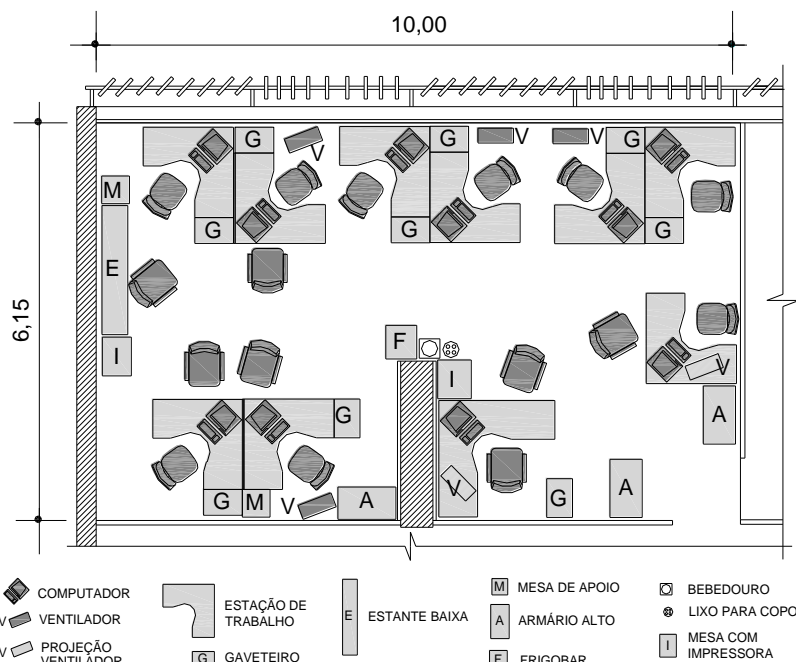 10,00
6,15
G
G
G
V
V
V
M
G
G
G
E
I
F
I
V
A
G
V
A
G
M
V
A
G
COMPUTADOR
V VENTILADOR
V PROJEÇÃO
VENTILADOR
ESTAÇÃO DE
TRABALHO
G GAVETEIRO
E ESTANTE BAIXA
M MESA DE APOIO
A ARMÁRIO ALTO
F FRIGOBAR
BEBEDOURO
LIXO PARA COPO
I MESA COM
IMPRESSORA